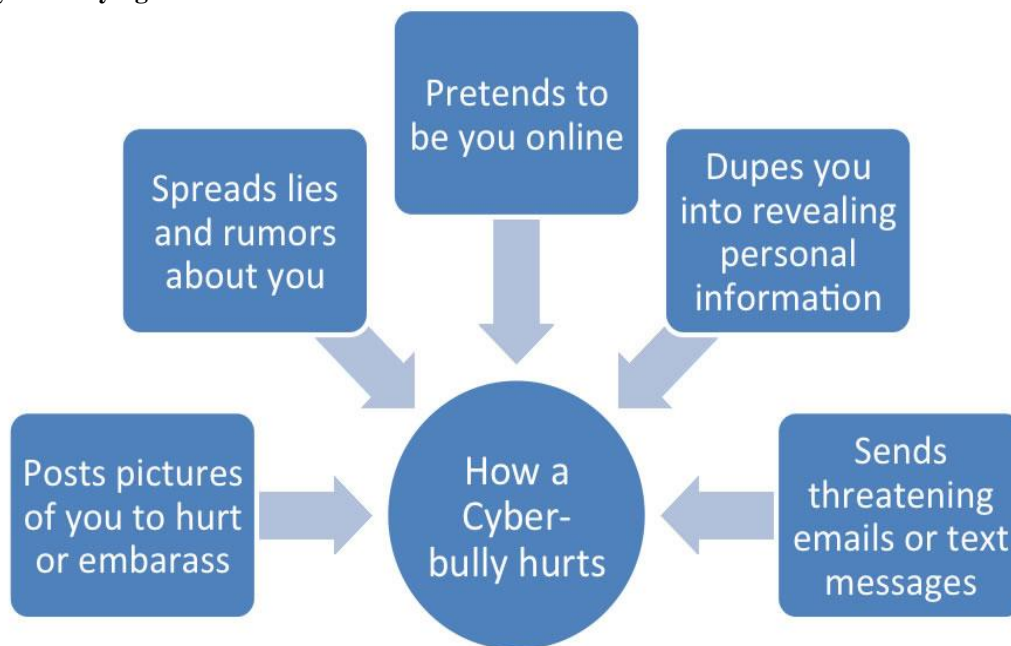 Pretends to
be you online
Spreads lies
and rumors
about you
Dupes you
into revealing
personal
information
Posts pictures
of you to hurt
or embarass
How a
Cyber-
bully hurts
Sends
threatening
emails or text
messages